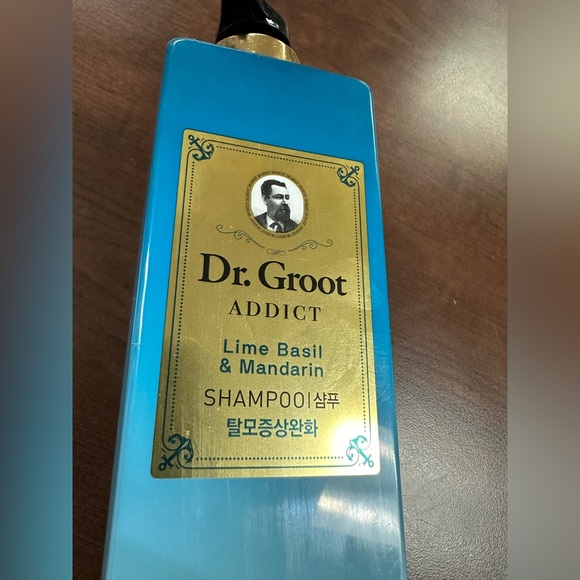 Dr. Groot
ADDICT
Lime Basil
& Mandarin
SHAMPOO|샴푸
탈모증상완화